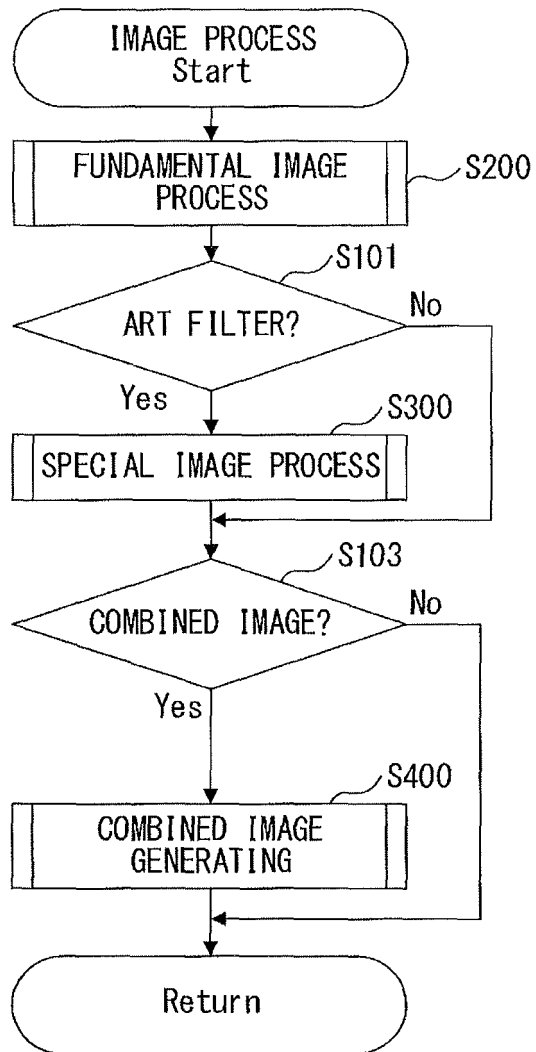 IMAGE PROCESS
Start
FUNDAMENTAL IMAGE
PROCESS
S200
S101
ART FILTER?
No
Yes
S300
SPECIAL IMAGE PROCESS
S103
COMBINED IMAGE?
No
Yes
S400
COMBINED IMAGE
GENERATING
Return